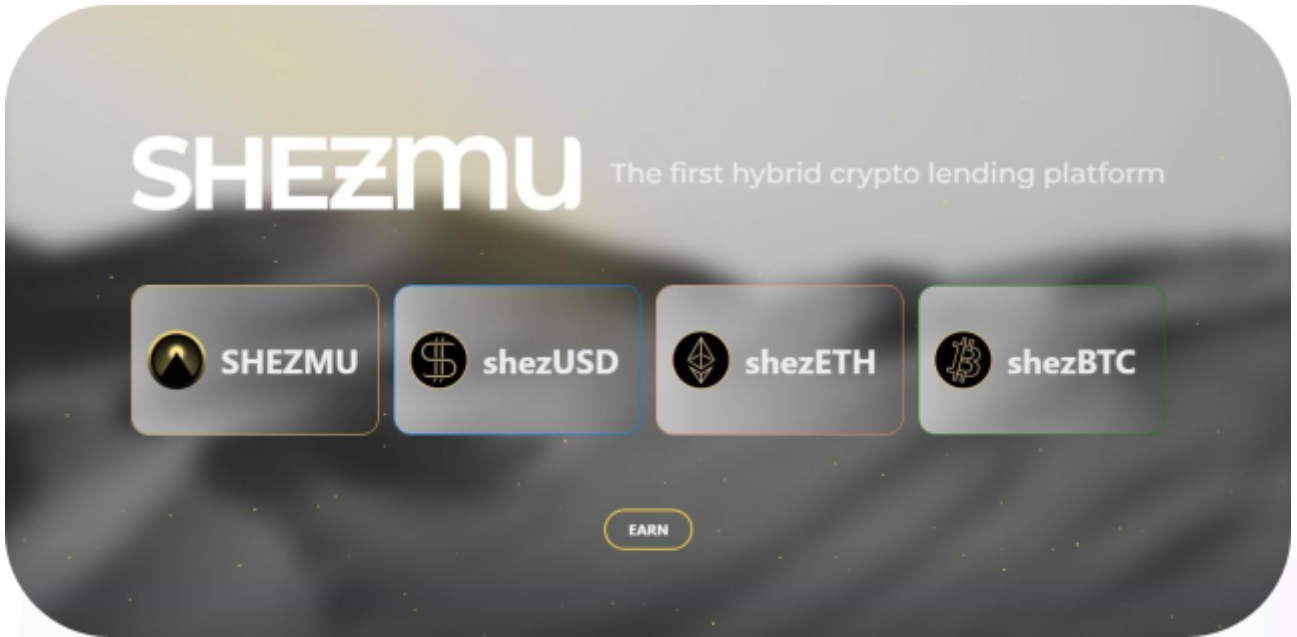 SHEZMU The first hybrid crypto lending platform
SHEZMU shezUSD shezETH shezBTC
EARN